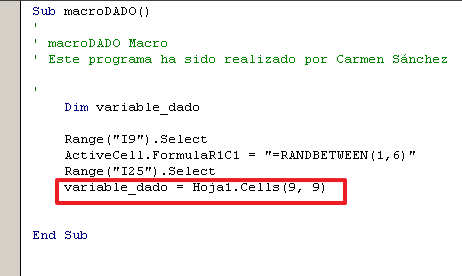 Sub macroDADO()
'
' macroDADO Macro
' Este programa ha sido realizado por Carmen Sánchez
'
Dim variable_dado
Range("I9").Select
ActiveCell.FormulaR1C1 = "=RANDBETWEEN(1,6)"
Range("I25").Select
variable_dado = Hoja1.Cells(9, 9)
End Sub